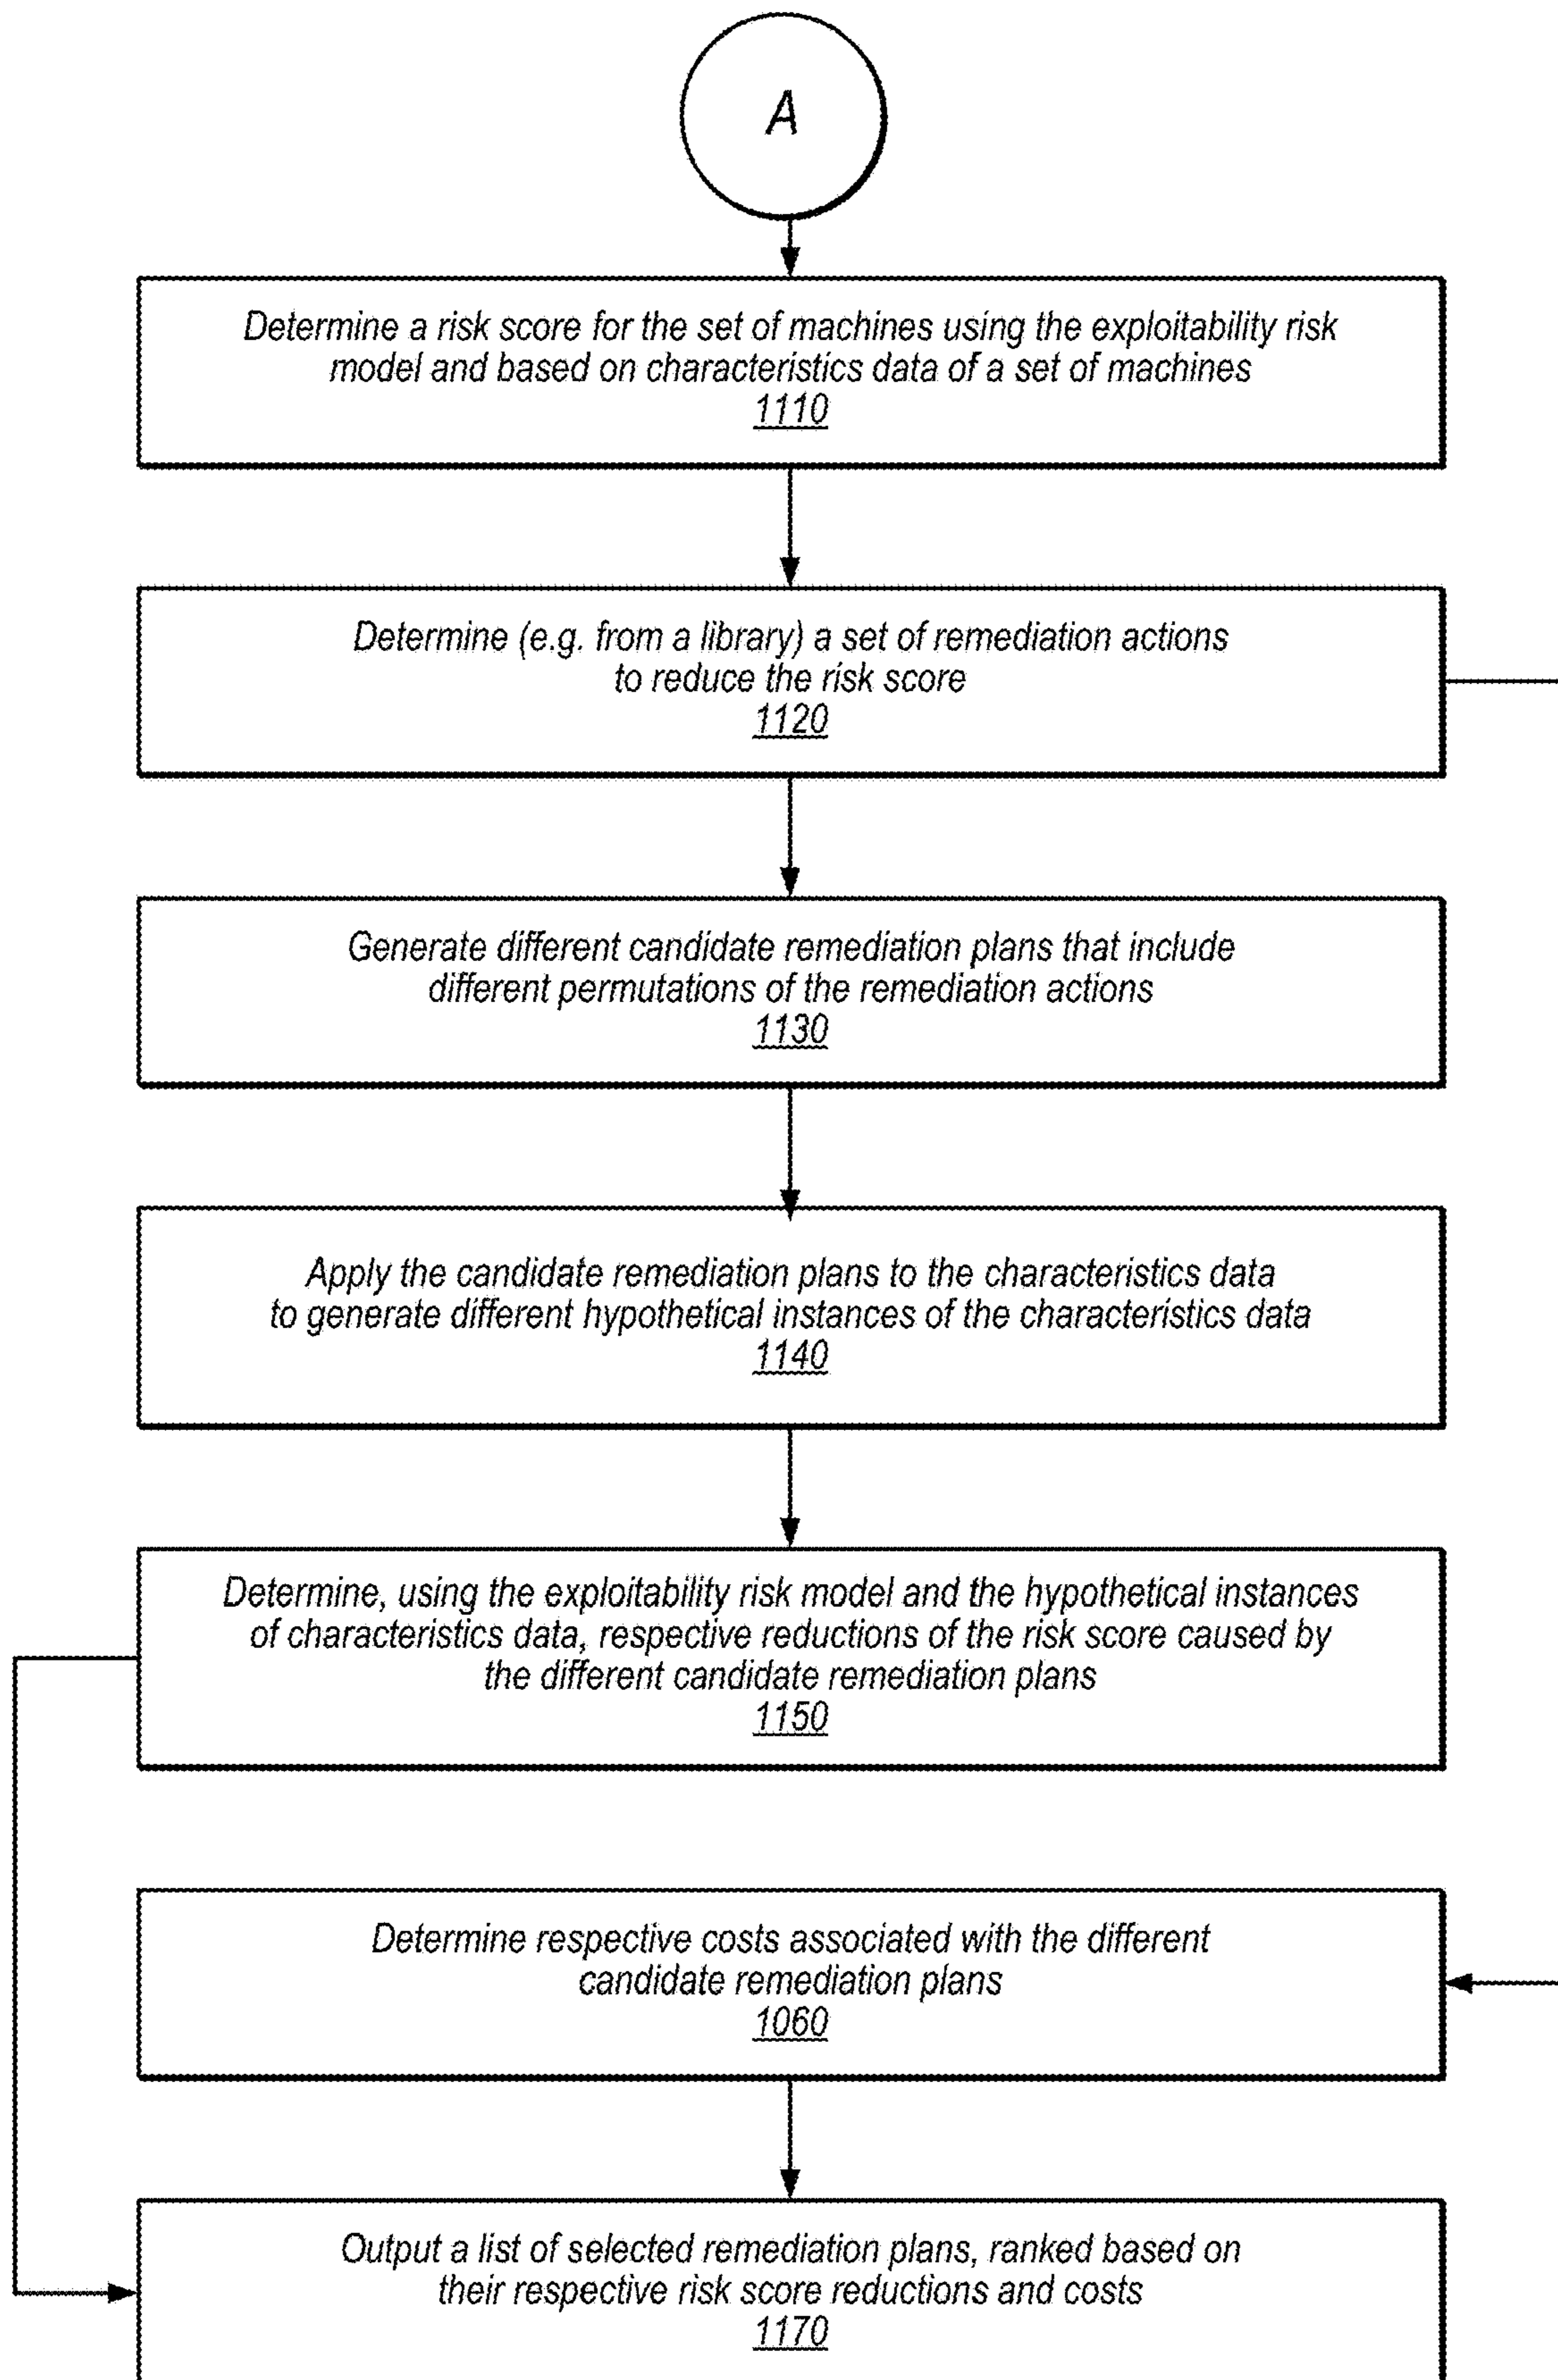 A
Determine a risk score for the set of machines using the exploitability risk
model and based on characteristics data of a set of machines
1110
Determine (e.g. from a library) a set of remediation actions
to reduce the risk score
1120
Generate different candidate remediation plans that include
different permutations of the remediation actions
1130
Apply the candidate remediation plans to the characteristics data
to generate different hypothetical instances of the characteristics data
1140
Determine, using the exploitability risk model and the hypothetical instances
of characteristics data, respective reductions of the risk score caused by
the different candidate remediation plans
1150
Determine respective costs associated with the different
candidate remediation plans
1060
Output a list of selected remediation plans, ranked based on
their respective risk score reductions and costs
1170